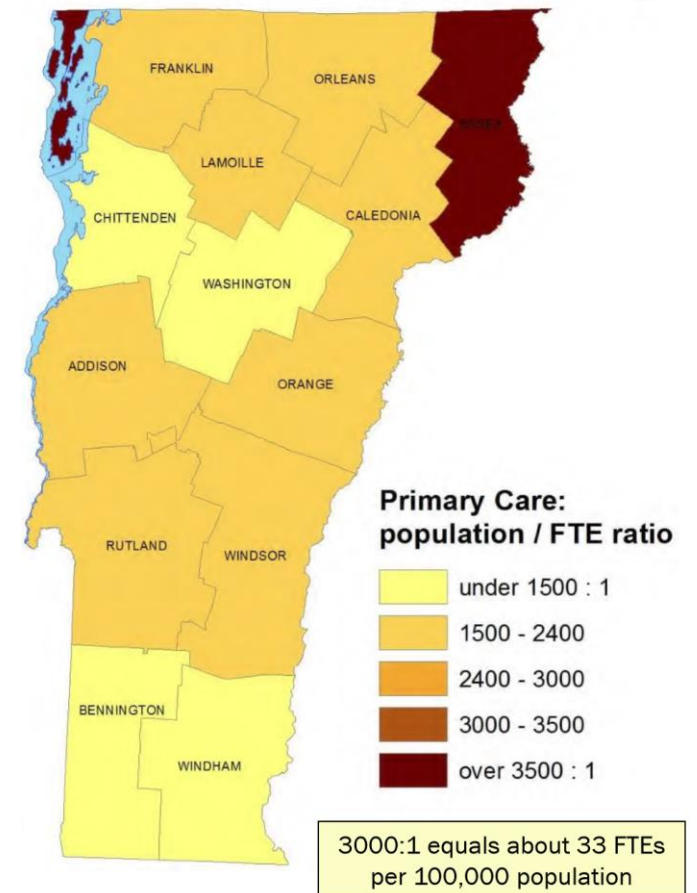 FRANKLIN
ORLEANS
ESSEX
LAMOILLE
CHITTENDEN
CALEDONIA
WASHINGTON
ADDISON
ORANGE
Primary Care:
population / FTE ratio
RUTLAND
WINDSOR
under 1500 : 1
1500 - 2400
2400 - 3000
BENNINGTON
3000 - 3500
WINDHAM
over 3500 : 1
3000:1 equals about 33 FTEs
per 100,000 population